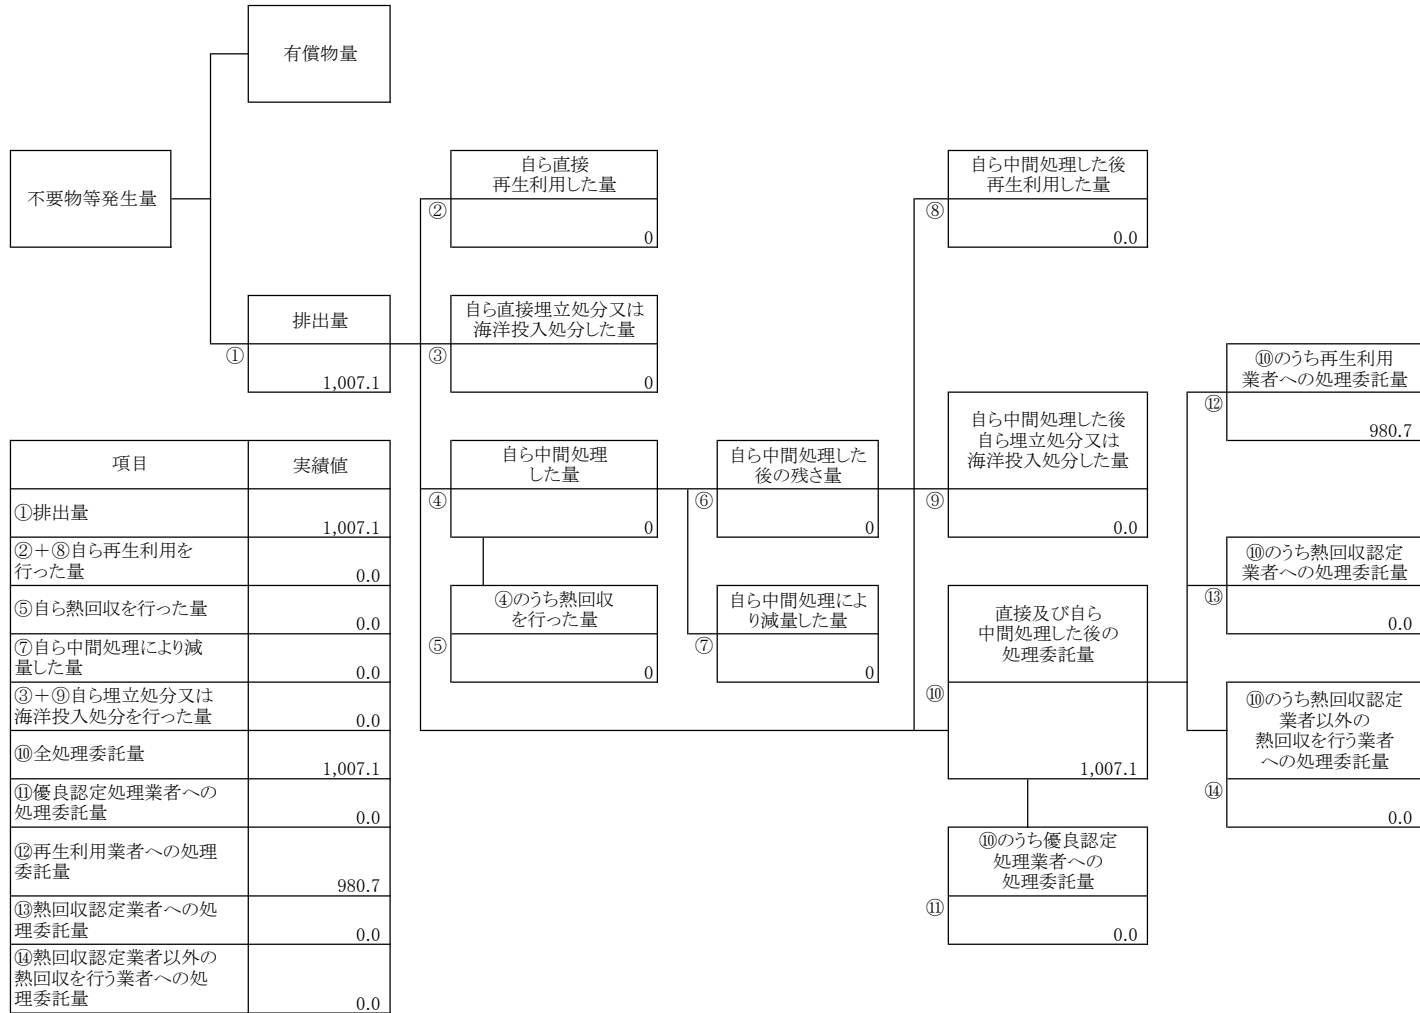 有償物量
不要物等発生量
自ら直接
再生利用した量
②
0
自ら中間処理した後
再生利用した量
⑧
0.0
排出量
①
1,007.1
自ら直接埋立処分又は
海洋投入処分した量
③
0
⑩のうち再生利用
業者への処理委託量
⑫
980.7
自ら中間処理
した量
④
0
自ら中間処理した
後の残さ量
⑥
0
自ら中間処理した後
自ら埋立処分又は
海洋投入処分した量
⑨
0.0
⑩のうち熱回収認定
業者への処理委託量
⑬
0.0
④のうち熱回収
を行った量
⑤
0
自ら中間処理によ
り減量した量
⑦
0
直接及び自ら
中間処理した後の
処理委託量
⑩
1,007.1
⑩のうち熱回収認定
業者以外の
熱回収を行う業者
への処理委託量
⑭
0.0
⑩のうち優良認定
処理業者への
処理委託量
⑪
0.0
項目
実績値
①排出量
1,007.1
②+⑧自ら再生利用を
行った量
0.0
⑤自ら熱回収を行った量
0.0
⑦自ら中間処理により減
量した量
0.0
③+⑨自ら埋立処分又は
海洋投入処分を行った量
0.0
⑩全処理委託量
1,007.1
⑪優良認定処理業者への
処理委託量
0.0
⑫再生利用業者への処理
委託量
980.7
⑬熱回収認定業者への処
理委託量
0.0
⑭熱回収認定業者以外の
熱回収を行う業者への処
理委託量
0.0